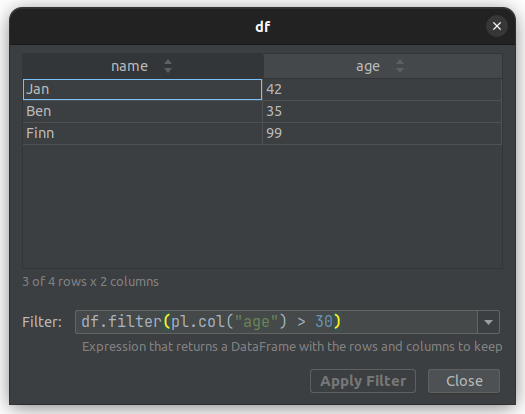 df
name age
Jan 42
Ben 35
Finn 99
3 of 4 rows x 2 columns
Filter: df.filter(pl.col("age") > 30)
Expression that returns a DataFrame with the rows and columns to keep
Apply Filter Close